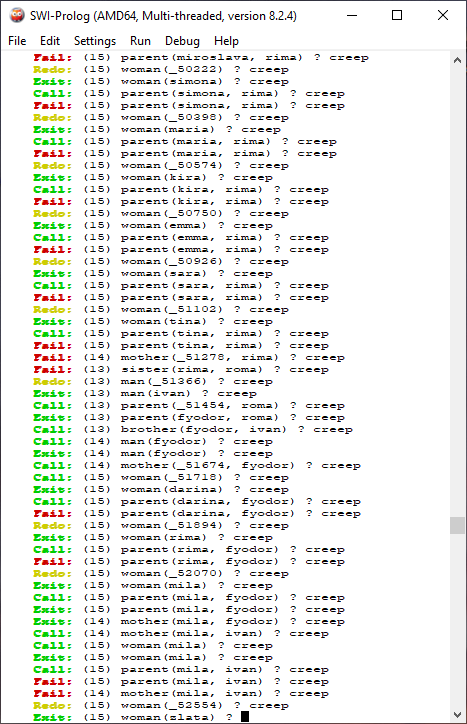 SWI-Prolog (AMD64, Multi-threaded, version 8.2.4)
File Edit Settings Run Debug Help
Fail: (15) parent(miroslava, rima) ? creep
Redo: (15) woman(_50222) ? creep
Exit: (15) woman(simona) ? creep
Call: (15) parent(simona, rima) ? creep
Fail: (15) parent(simona, rima) ? creep
Redo: (15) woman(_50398) ? creep
Exit: (15) woman(maria) ? creep
Call: (15) parent(maria, rima) ? creep
Fail: (15) parent(maria, rima) ? creep
Redo: (15) woman(_50574) ? creep
Exit: (15) woman(kira) ? creep
Call: (15) parent(kira, rima) ? creep
Fail: (15) parent(kira, rima) ? creep
Redo: (15) woman(_50750) ? creep
Exit: (15) woman(emma) ? creep
Call: (15) parent(emma, rima) ? creep
Fail: (15) parent(emma, rima) ? creep
Redo: (15) woman(_50926) ? creep
Exit: (15) woman(sara) ? creep
Call: (15) parent(sara, rima) ? creep
Fail: (15) parent(sara, rima) ? creep
Redo: (15) woman(_51102) ? creep
Exit: (15) woman(tina) ? creep
Call: (15) parent(tina, rima) ? creep
Fail: (15) parent(tina, rima) ? creep
Fail: (14) mother(_51278, rima) ? creep
Fail: (13) sister(rima, roma) ? creep
Redo: (13) man(_51366) ? creep
Exit: (13) man(ivan) ? creep
Call: (13) parent(_51454, roma) ? creep
Exit: (13) parent(fyodor, roma) ? creep
Call: (13) brother(fyodor, ivan) ? creep
Call: (14) man(fyodor) ? creep
Exit: (14) man(fyodor) ? creep
Call: (14) mother(_51674, fyodor) ? creep
Call: (15) woman(_51718) ? creep
Exit: (15) woman(darina) ? creep
Call: (15) parent(darina, fyodor) ? creep
Fail: (15) parent(darina, fyodor) ? creep
Redo: (15) woman(_51894) ? creep
Exit: (15) woman(rima) ? creep
Call: (15) parent(rima, fyodor) ? creep
Fail: (15) parent(rima, fyodor) ? creep
Redo: (15) woman(_52070) ? creep
Exit: (15) woman(mila) ? creep
Call: (15) parent(mila, fyodor) ? creep
Exit: (15) parent(mila, fyodor) ? creep
Exit: (14) mother(mila, fyodor) ? creep
Call: (14) mother(mila, ivan) ? creep
Call: (15) woman(mila) ? creep
Exit: (15) woman(mila) ? creep
Call: (15) parent(mila, ivan) ? creep
Fail: (15) parent(mila, ivan) ? creep
Fail: (14) mother(mila, ivan) ? creep
Redo: (15) woman(_52554) ? creep
Exit: (15) woman(zlata) ?